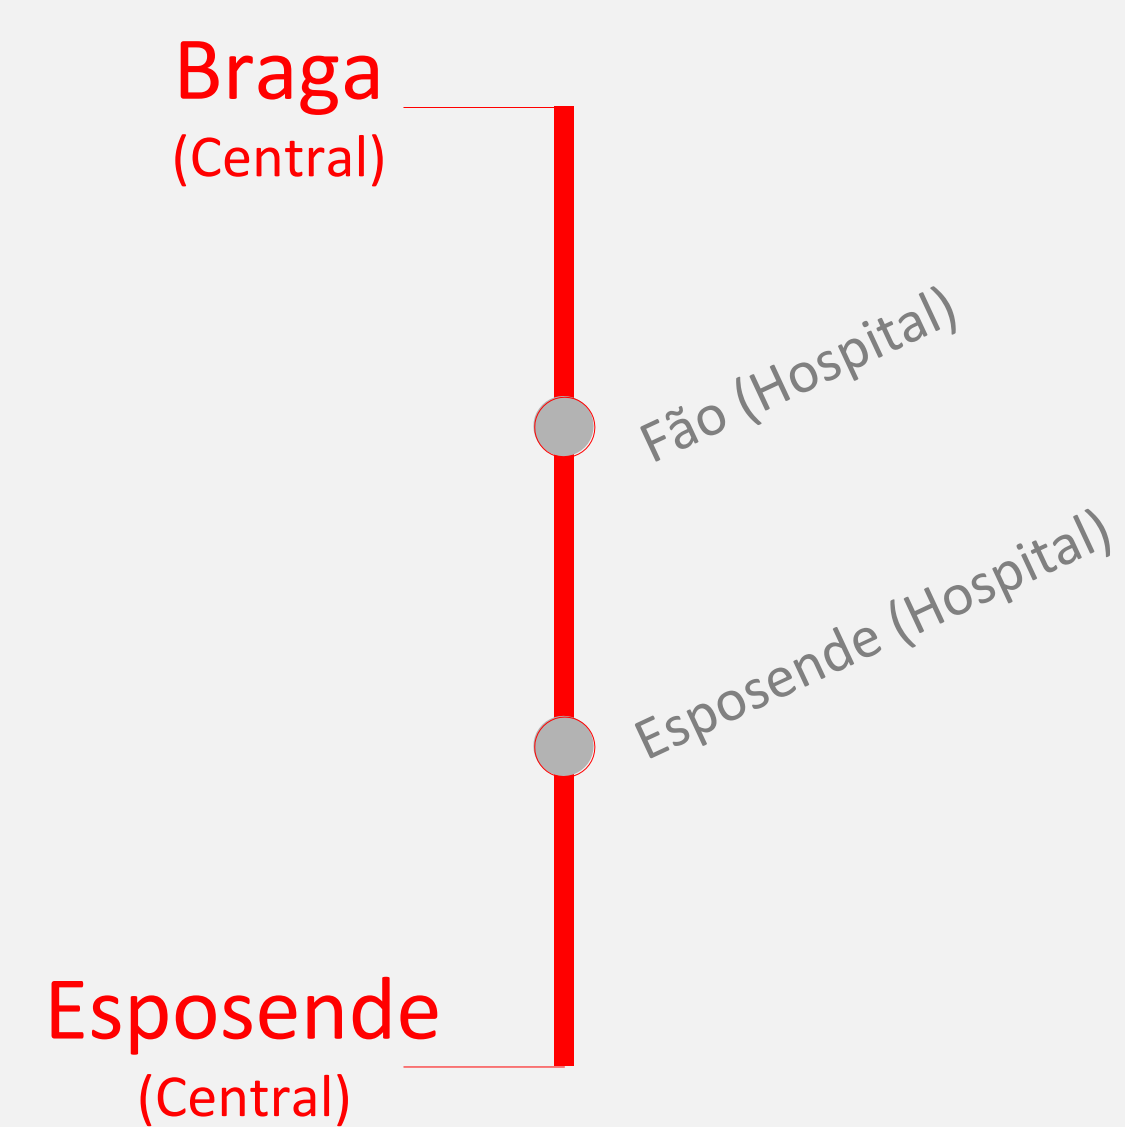 Braga
(Central)
Fão (Hospital)
Esposende (Hospital)
Esposende
(Central)